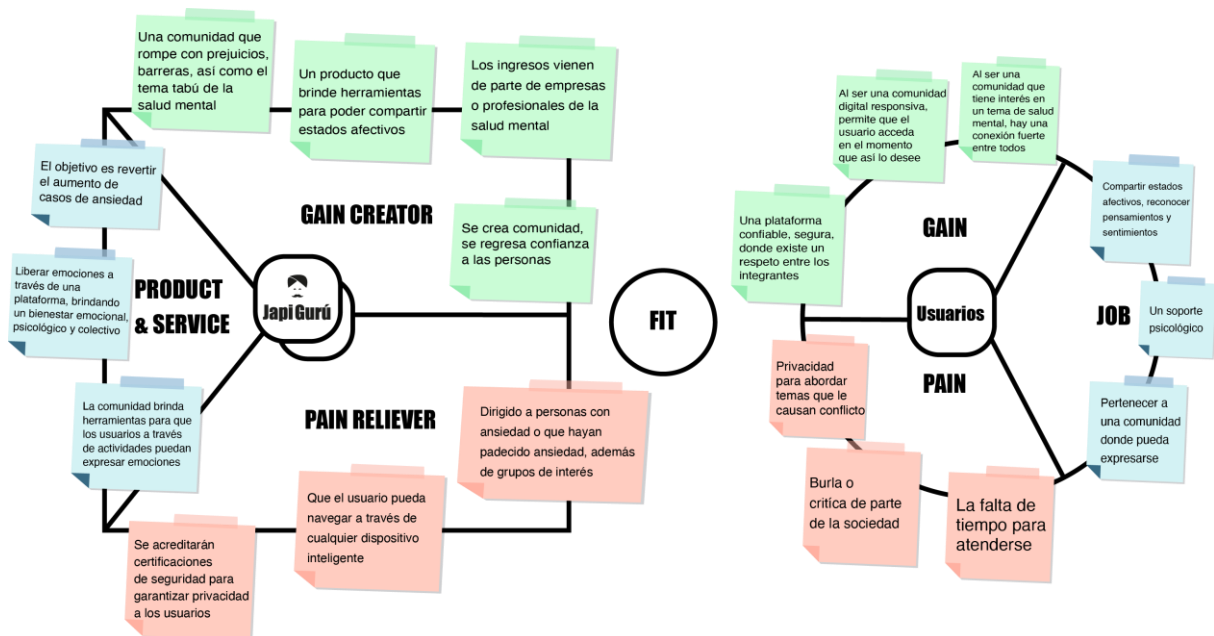 Una comunidad que
rompe con prejuicios,
barreras, así como el
tema tabú de la
salud mental
Un producto que
brinde herramientas
para poder compartir
estados afectivos
Los ingresos vienen
de parte de empresas
o profesionales de la
salud mental
El objetivo es revertir
el aumento de
casos de ansiedad
GAIN CREATOR
Se crea comunidad,
se regresa confianza
a las personas
Liberar emociones a
través de una
plataforma, brindando
un bienestar emocional,
psicológico y colectivo
PRODUCT
& SERVICE
Japi Gurú
La comunidad brinda
herramientas para que
los usuarios a través
de actividades puedan
expresar emociones
PAIN RELIEVER
Dirigido a personas con
ansiedad o que hayan
padecido ansiedad, además
de grupos de interés
Que el usuario pueda
navegar a través de
cualquier dispositivo
inteligente
Se acreditarán
certificaciones
de seguridad para
garantizar privacidad
a los usuarios
FIT
Al ser una comunidad
digital responsiva,
permite que el
usuario acceda
en el momento
que así lo desee
Al ser una
comunidad que
tiene interés en
un tema de salud
mental, hay una
conexión fuerte
entre todos
Una plataforma
confiable, segura,
donde existe un
respeto entre los
integrantes
GAIN
Compartir estados
afectivos, reconocer
pensamientos y
sentimientos
Usuarios
JOB
Un soporte
psicológico
PAIN
Privacidad
para abordar
temas que le
causan conflicto
Pertenecer a
una comunidad
donde pueda
expresarse
Burla o
critíca de parte
de la sociedad
La falta de
tiempo para
atenderse